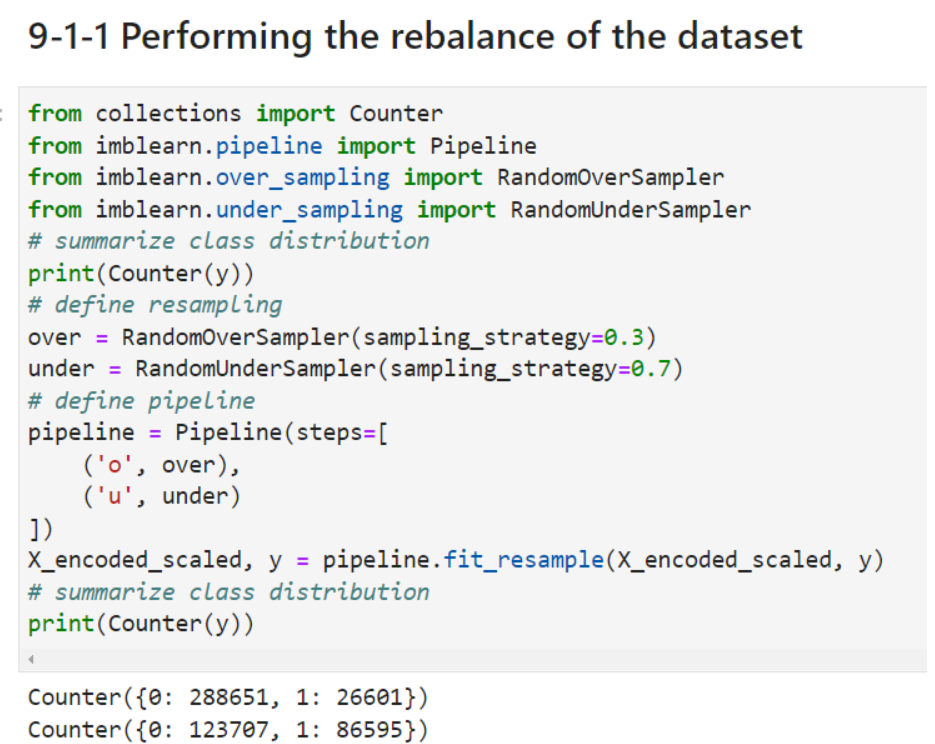 9-1-1 Performing the rebalance of the dataset
from collections import Counter
from imblearn.pipeline import Pipeline
from imblearn.over_sampling import RandomOverSampler
from imblearn.under_sampling import RandomUnderSampler
# summarize class distribution
print(Counter(y))
# define resampling
over = RandomOverSampler(sampling_strategy=0.3)
under = RandomUnderSampler(sampling_strategy=0.7)
# define pipeline
pipeline = Pipeline(steps=[
    ('o', over),
    ('u', under)
])
X_encoded_scaled, y = pipeline.fit_resample(X_encoded_scaled, y)
# summarize class distribution
print(Counter(y))
Counter({0: 288651, 1: 26601})
Counter({0: 123707, 1: 86595})